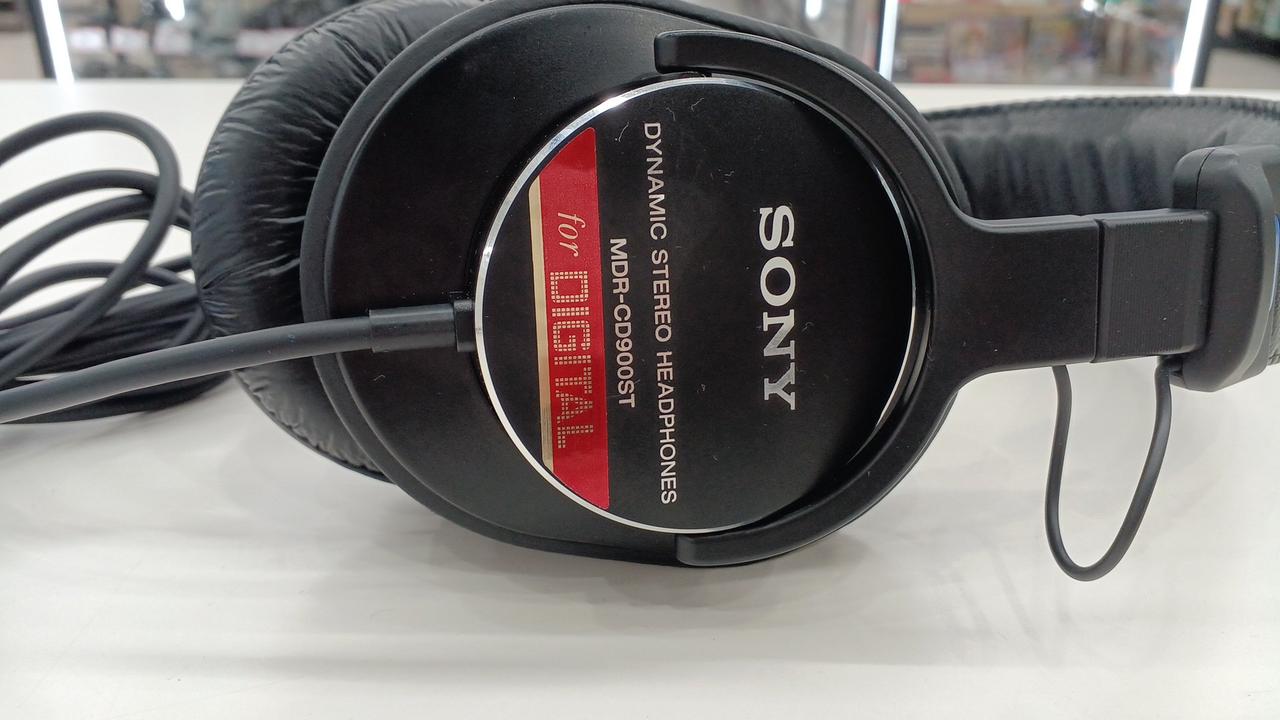 SONY
DYNAMIC STEREO HEADPHONES
MDR-CD900ST
for DIGITAL